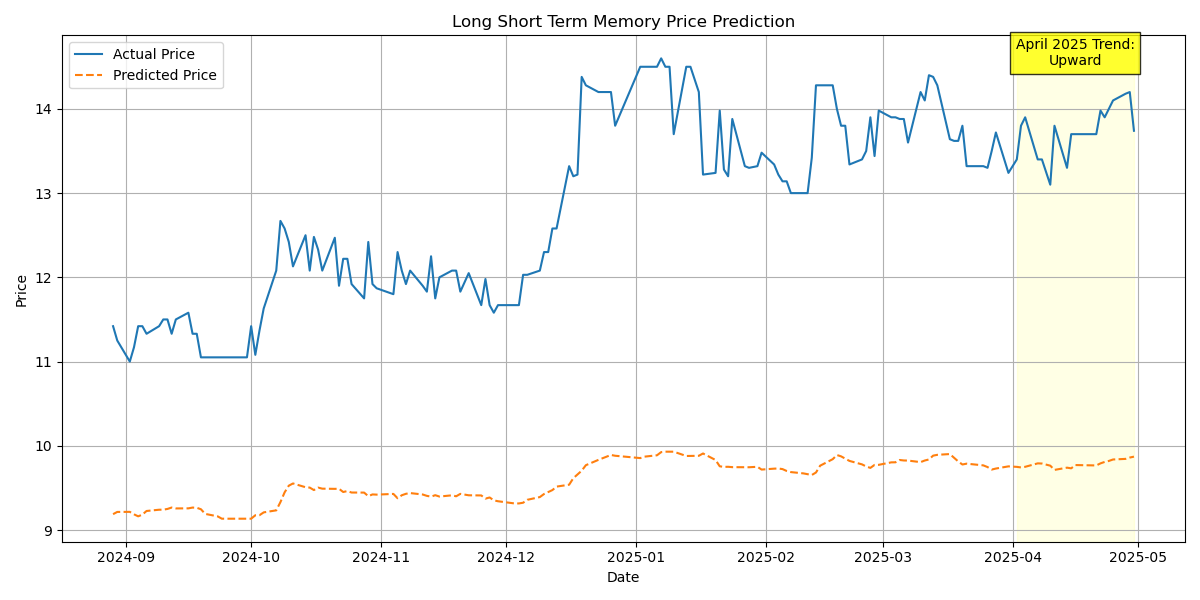 Long Short Term Memory Price Prediction
Actual Price
Predicted Price
April 2025 Trend:
Upward
Price
14
13
12
11
10
9
2024-09 2024-10 2024-11 2024-12 2025-01 2025-02 2025-03 2025-04 2025-05
Date